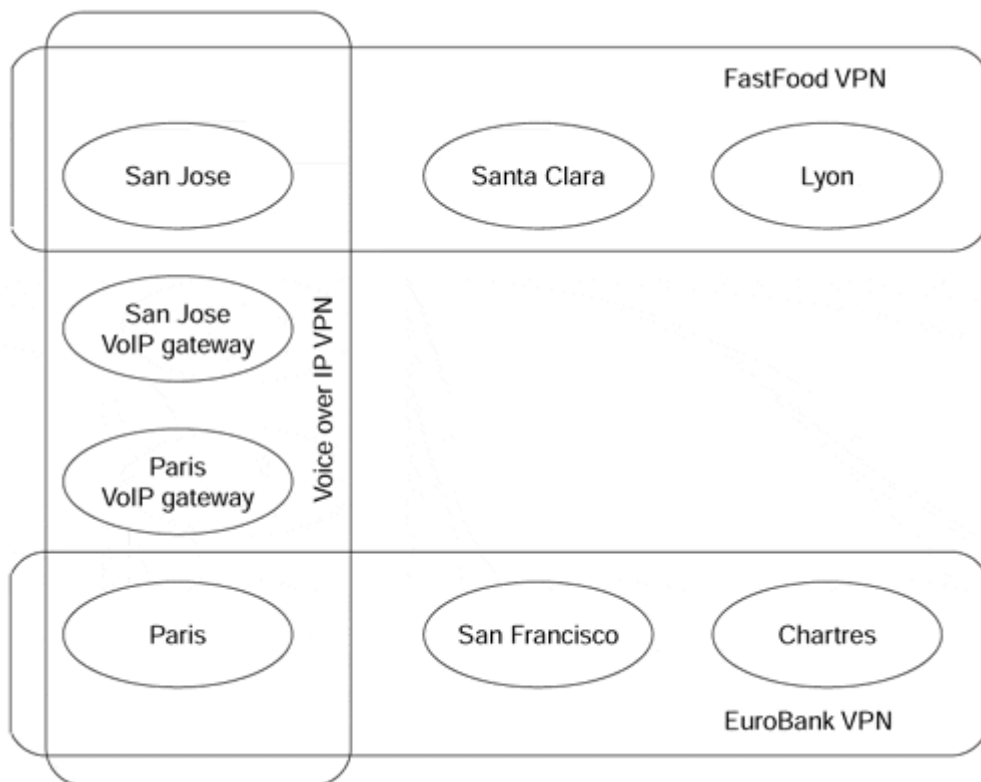 FastFood VPN
San Jose
Santa Clara
Lyon
San Jose
VoIP gateway
Voice over IP VPN
Paris
VoIP gateway
Paris
San Francisco
Chartres
EuroBank VPN